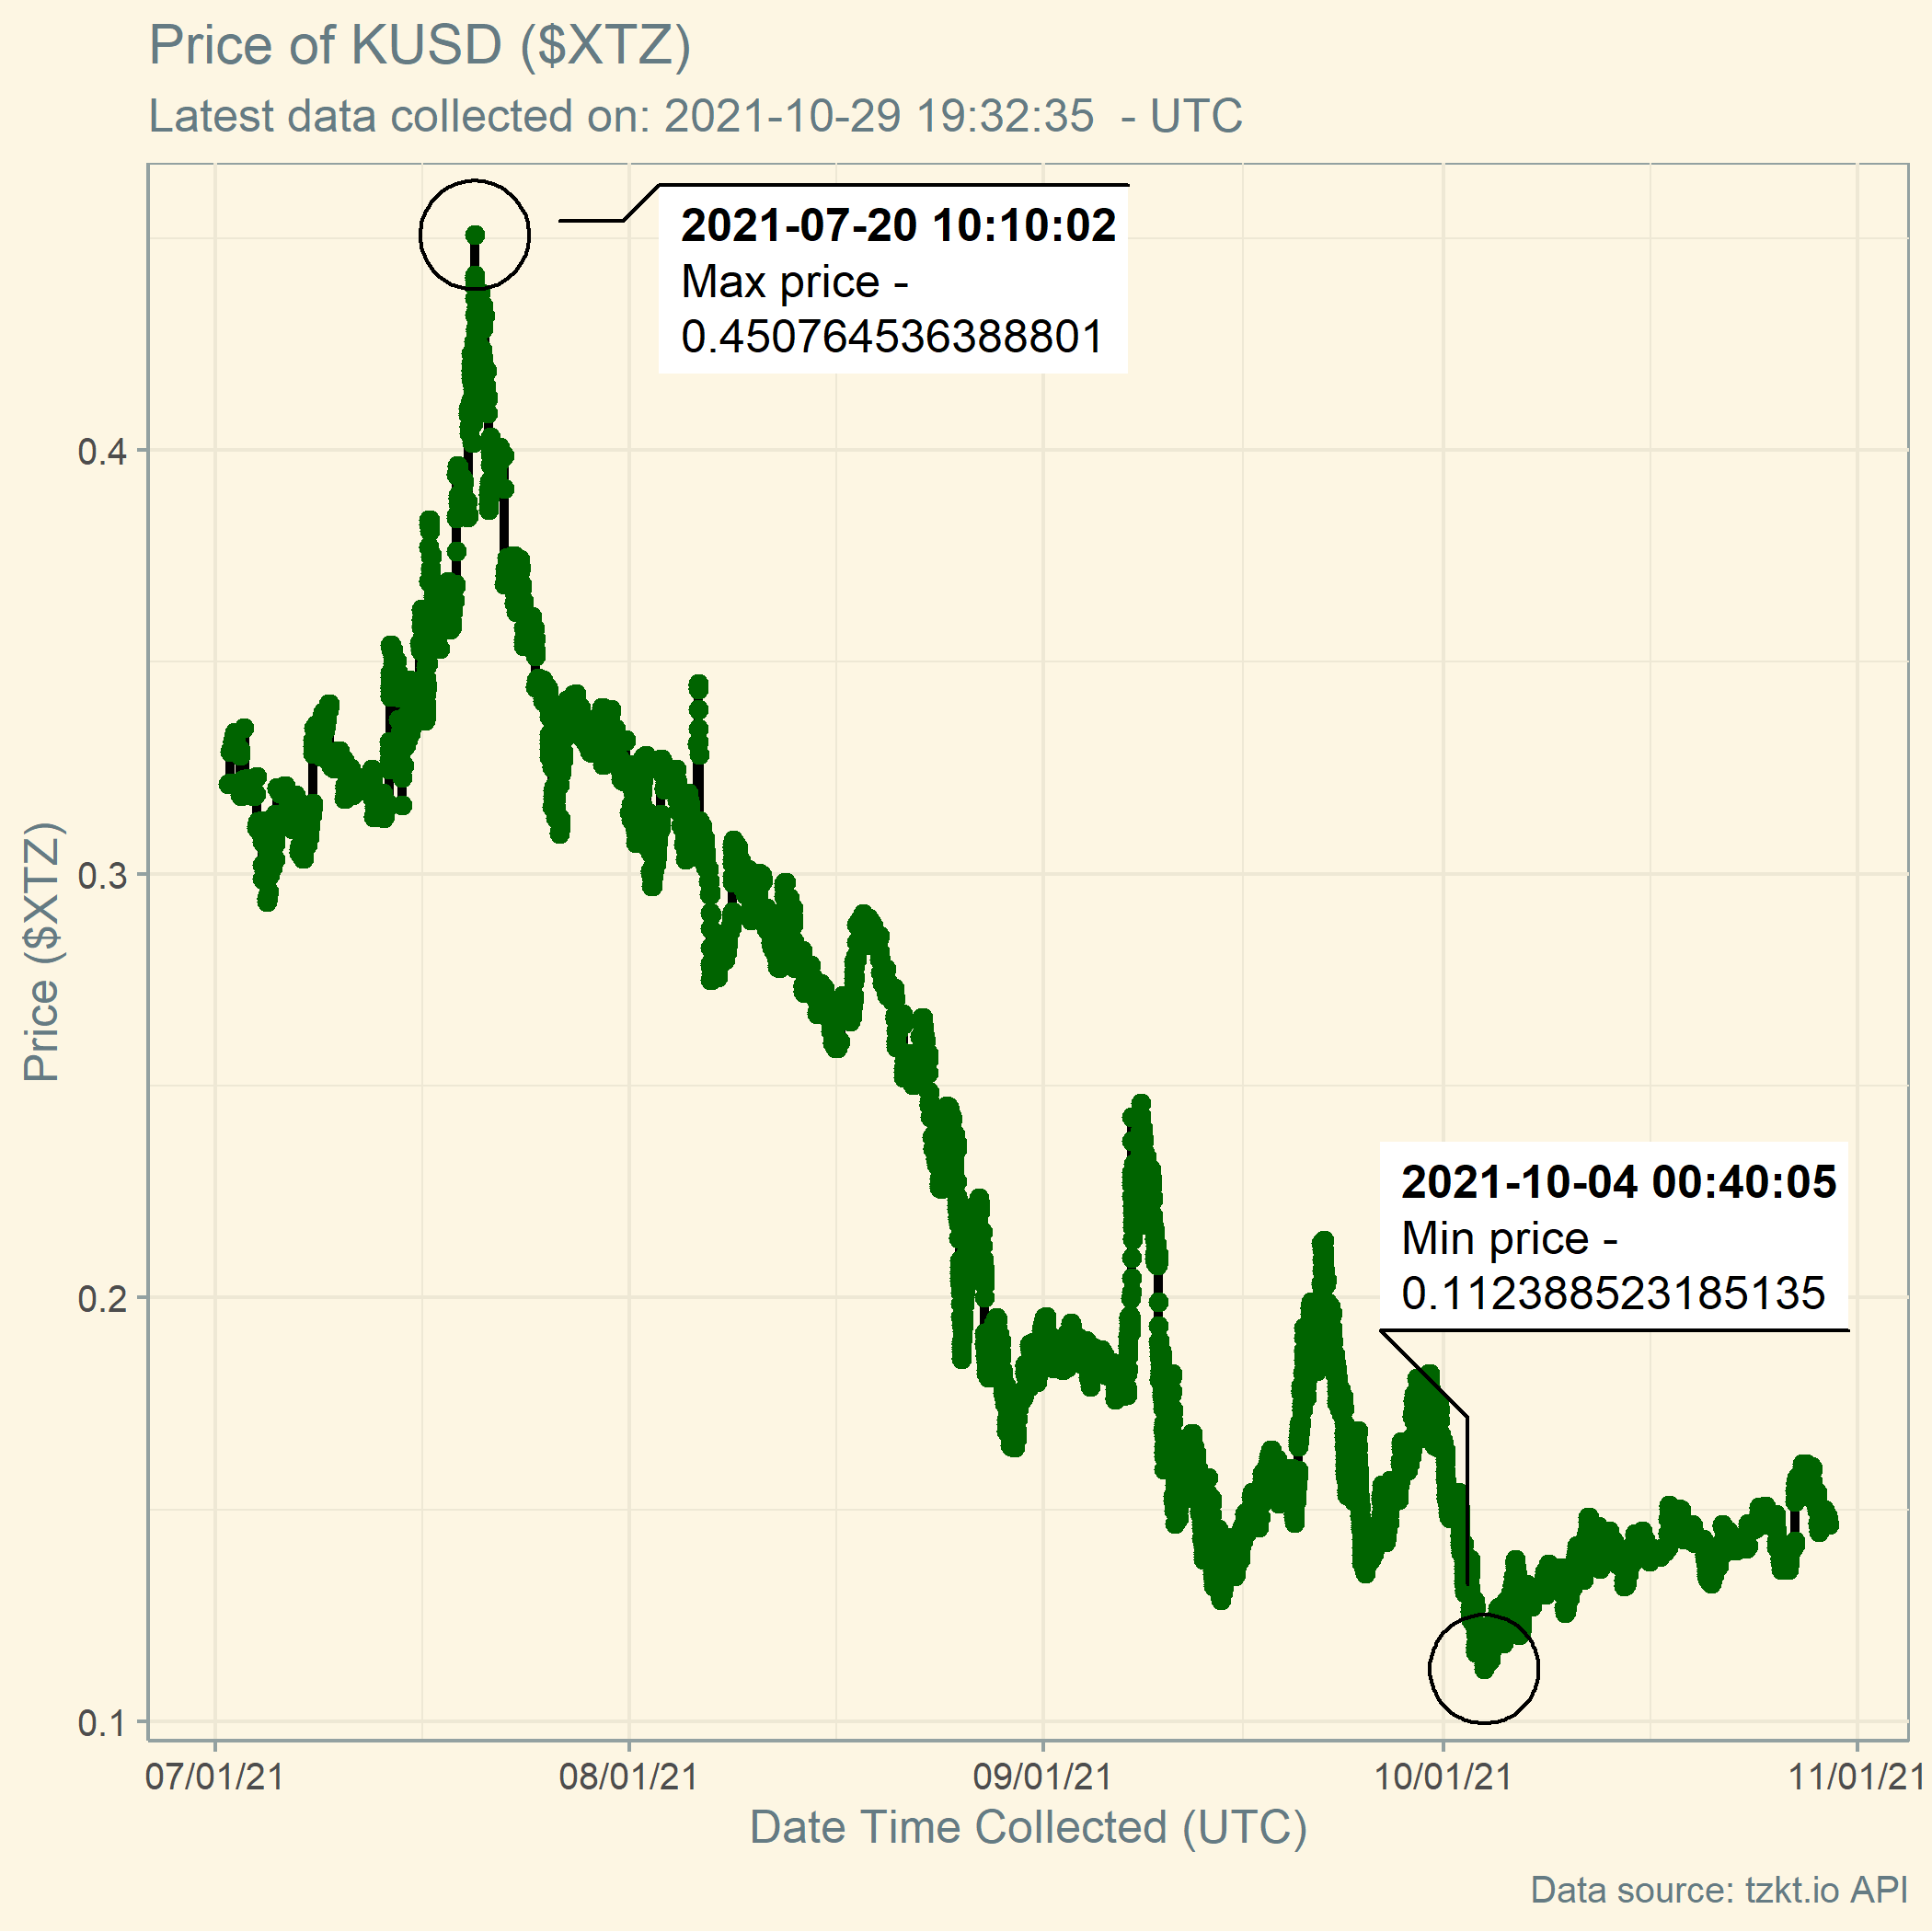 Price of KUSD ($XTZ)
Latest data collected on: 2021-10-29 19:32:35  - UTC
2021-07-20 10:10:02
Max price -
0.450764536388801
2021-10-04 00:40:05
Min price -
0.112388523185135
Price ($XTZ)
0.4
0.3
0.2
0.1
07/01/21
08/01/21
09/01/21
10/01/21
11/01/21
Date Time Collected (UTC)
Data source: tzkt.io API